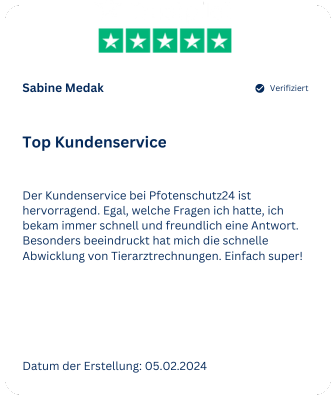 Sabine Medak
Verifiziert
Top Kundenservice
Der Kundenservice bei Pfotenschutz24 ist
hervorragend. Egal, welche Fragen ich hatte, ich
bekam immer schnell und freundlich eine Antwort.
Besonders beeindruckt hat mich die schnelle
Abwicklung von Tierarztrechnungen. Einfach super!
Datum der Erstellung: 05.02.2024